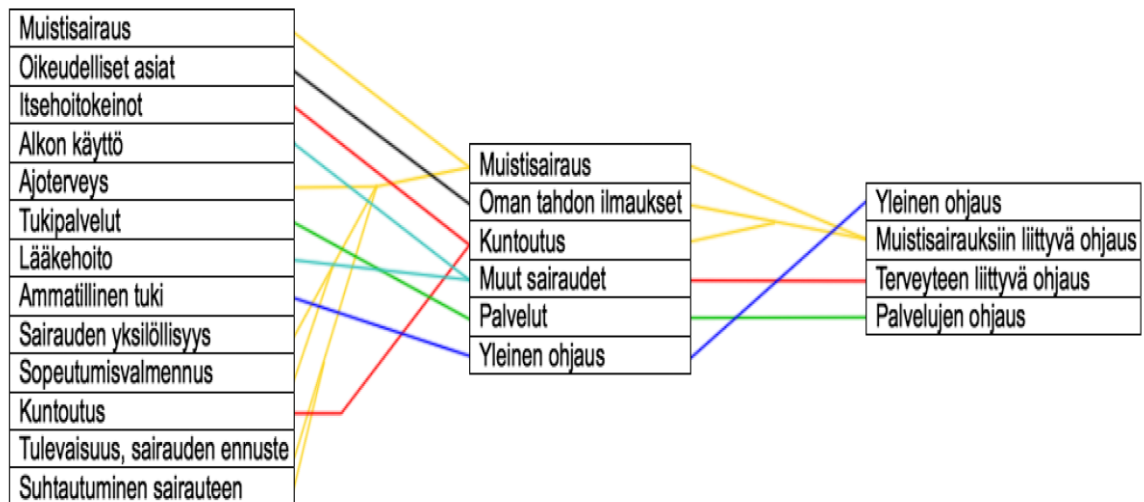 Muistisairaus
Oikeudelliset asiat
Itsehoitokeinot
Alkon käyttö
Ajoterveys
Tukipalvelut
Lääkehoito
Ammatillinen tuki
Sairauden yksilöllisyys
Sopeutumisvalmennus
Kuntoutus
Tulevaisuus, sairauden ennuste
Suhtautuminen sairauteen
Muistisairaus
Oman tahdon ilmaukset
Kuntoutus
Muut sairaudet
Palvelut
Yleinen ohjaus
Yleinen ohjaus
Muistisairauksiin liittyvä ohjaus
Terveyteen liittyvä ohjaus
Palvelujen ohjaus